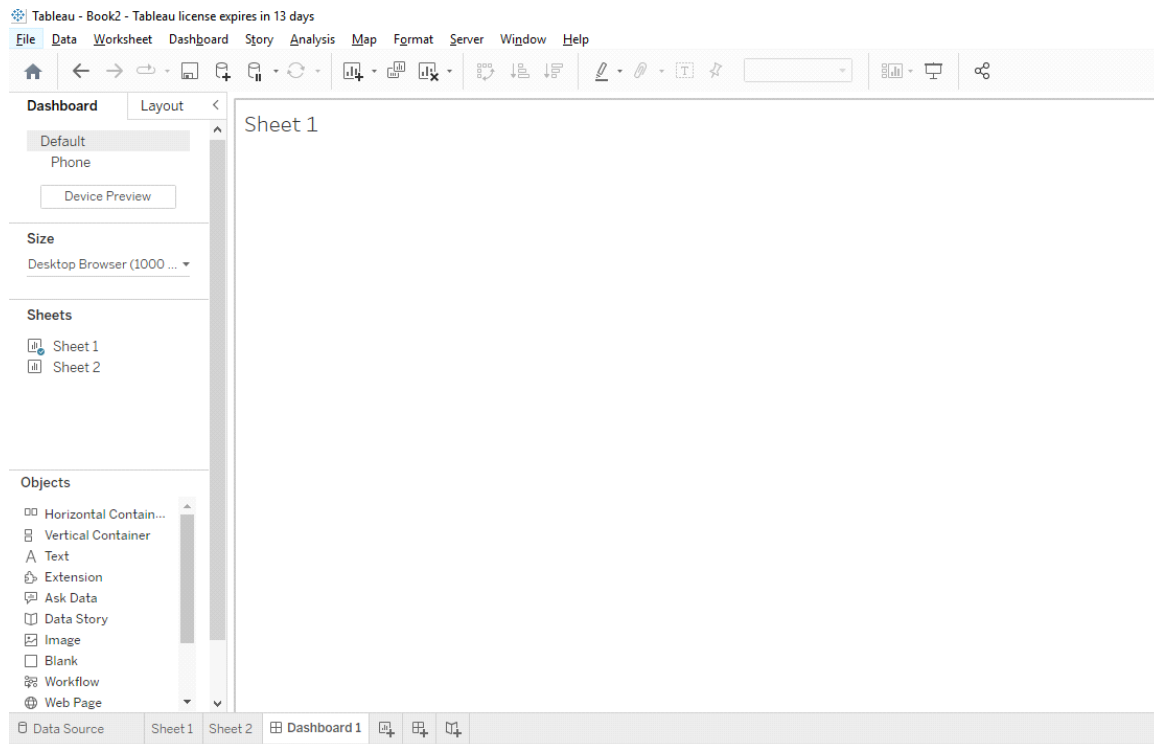 Tableau - Book2 - Tableau license expires in 13 days
File Data Worksheet Dashboard Story Analysis Map Format Server Window Help
Dashboard Layout
Default
Phone
Device Preview
Size
Desktop Browser (1000 ...
Sheets
Sheet 1
Sheet 2
Objects
Horizontal Contain...
Vertical Container
A Text
Extension
Ask Data
Data Story
Image
Blank
Workflow
Web Page
Sheet 1
Data Source Sheet 1 Sheet 2 Dashboard 1